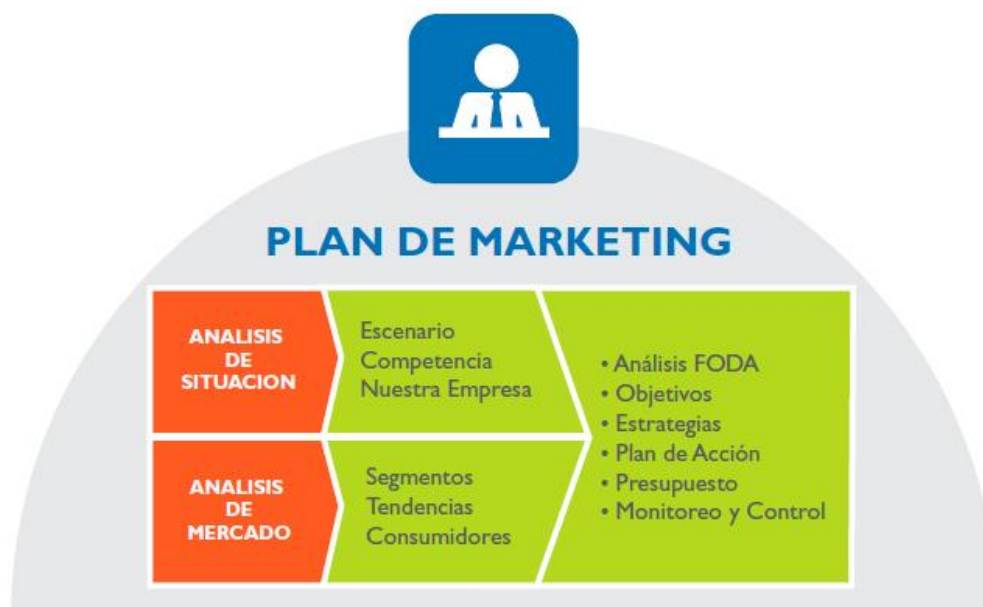 PLAN DE MARKETING
ANALISIS
DE
SITUACION
Escenario
Competencia
Nuestra Empresa
ANALISIS
DE
MERCADO
Segmentos
Tendencias
Consumidores
• Análisis FODA
• Objetivos
• Estrategias
• Plan de Acción
• Presupuesto
• Monitoreo y Control